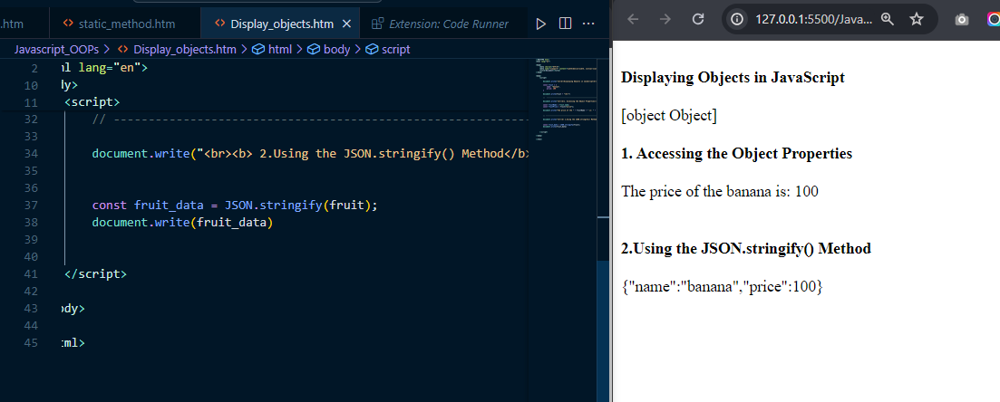 .htm
<> static_method.htm
<> Display_objects.htm ×
Extension: Code Runner
Javascript_OOPs > <> Display_objects.htm > html > body > script
2 ıl lang="en">
10 ly>
11 <script>
32 // ----------------------------------------------------------
33
34 document.write("<br><b> 2.Using the JSON.stringify() Method</b>
35
36
37 const fruit_data = JSON.stringify(fruit);
38 document.write(fruit_data)
39
40
41 </script>
42
43 ody>
44
45 tml>
127.0.0.1:5500/Java...
Displaying Objects in JavaScript
[object Object]
1. Accessing the Object Properties
The price of the banana is: 100
2.Using the JSON.stringify() Method
{"name":"banana","price":100}